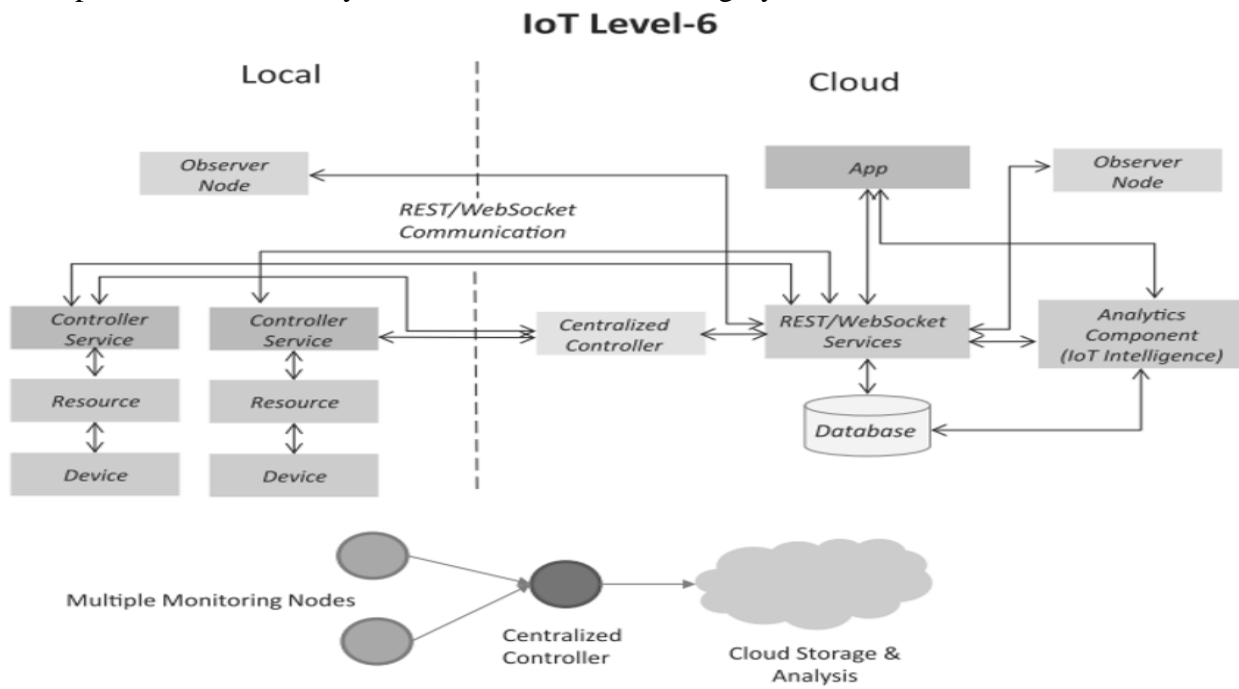 IoT Level-6
Local
Cloud
Observer
Node
App
Observer
Node
REST/WebSocket
Communication
Controller
Service
Controller
Service
Centralized
Controller
REST/WebSocket
Services
Analytics
Component
(IoT Intelligence)
Resource
Resource
Database
Device
Device
Multiple Monitoring Nodes
Centralized
Controller
Cloud Storage &
Analysis